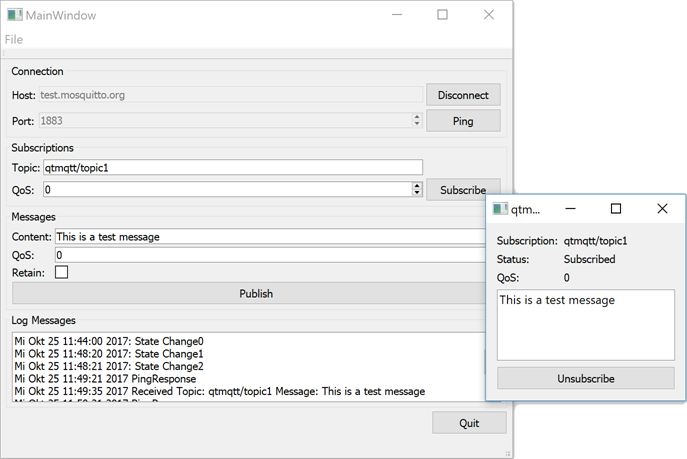 MainWindow
File
Connection
Host: test.mosquitto.org
Disconnect
Port: 1883
Ping
Subscriptions
Topic: qtmqtt/topic1
QoS: 0
Subscribe
Messages
Content: This is a test message
QoS: 0
Retain:
Publish
Log Messages
Mi Okt 25 11:44:00 2017: State Change0
Mi Okt 25 11:48:20 2017: State Change1
Mi Okt 25 11:48:21 2017: State Change2
Mi Okt 25 11:49:21 2017 PingResponse
Mi Okt 25 11:49:35 2017 Received Topic: qtmqtt/topic1 Message: This is a test message
Quit
qtm...
Subscription: qtmqtt/topic1
Status: Subscribed
QoS: 0
This is a test message
Unsubscribe